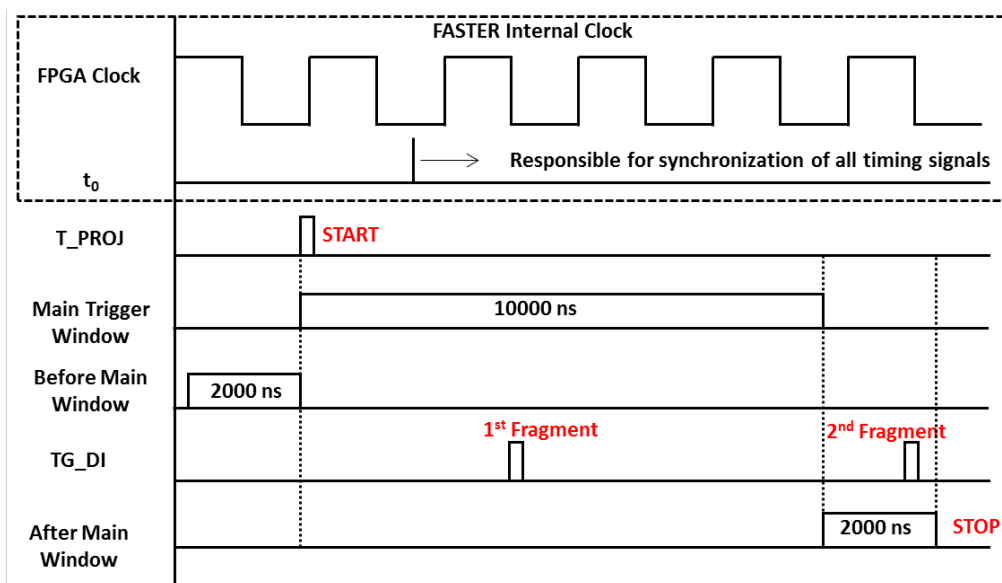 FASTER Internal Clock
FPGA Clock
Responsible for synchronization of all timing signals
t₀
T_PROJ
START
Main Trigger
Window
10000 ns
Before Main
Window
2000 ns
1st Fragment
2nd Fragment
TG_DI
After Main
Window
2000 ns
STOP